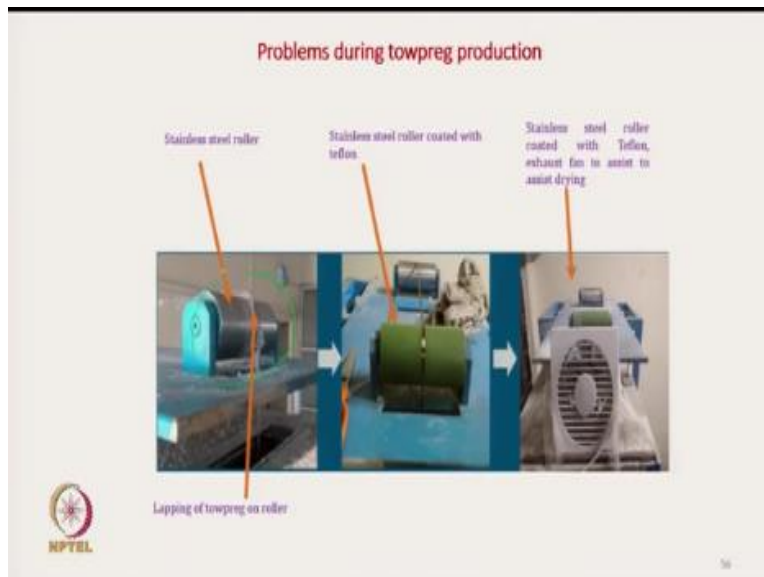 Problems during towpreg production
Stainless steel roller
Stainless steel roller coated with
teflon
Stainless steel roller
coated with Teflon,
exhaust fan to assist to
assist drying
Lapping of towpreg on roller
NPTEL
56